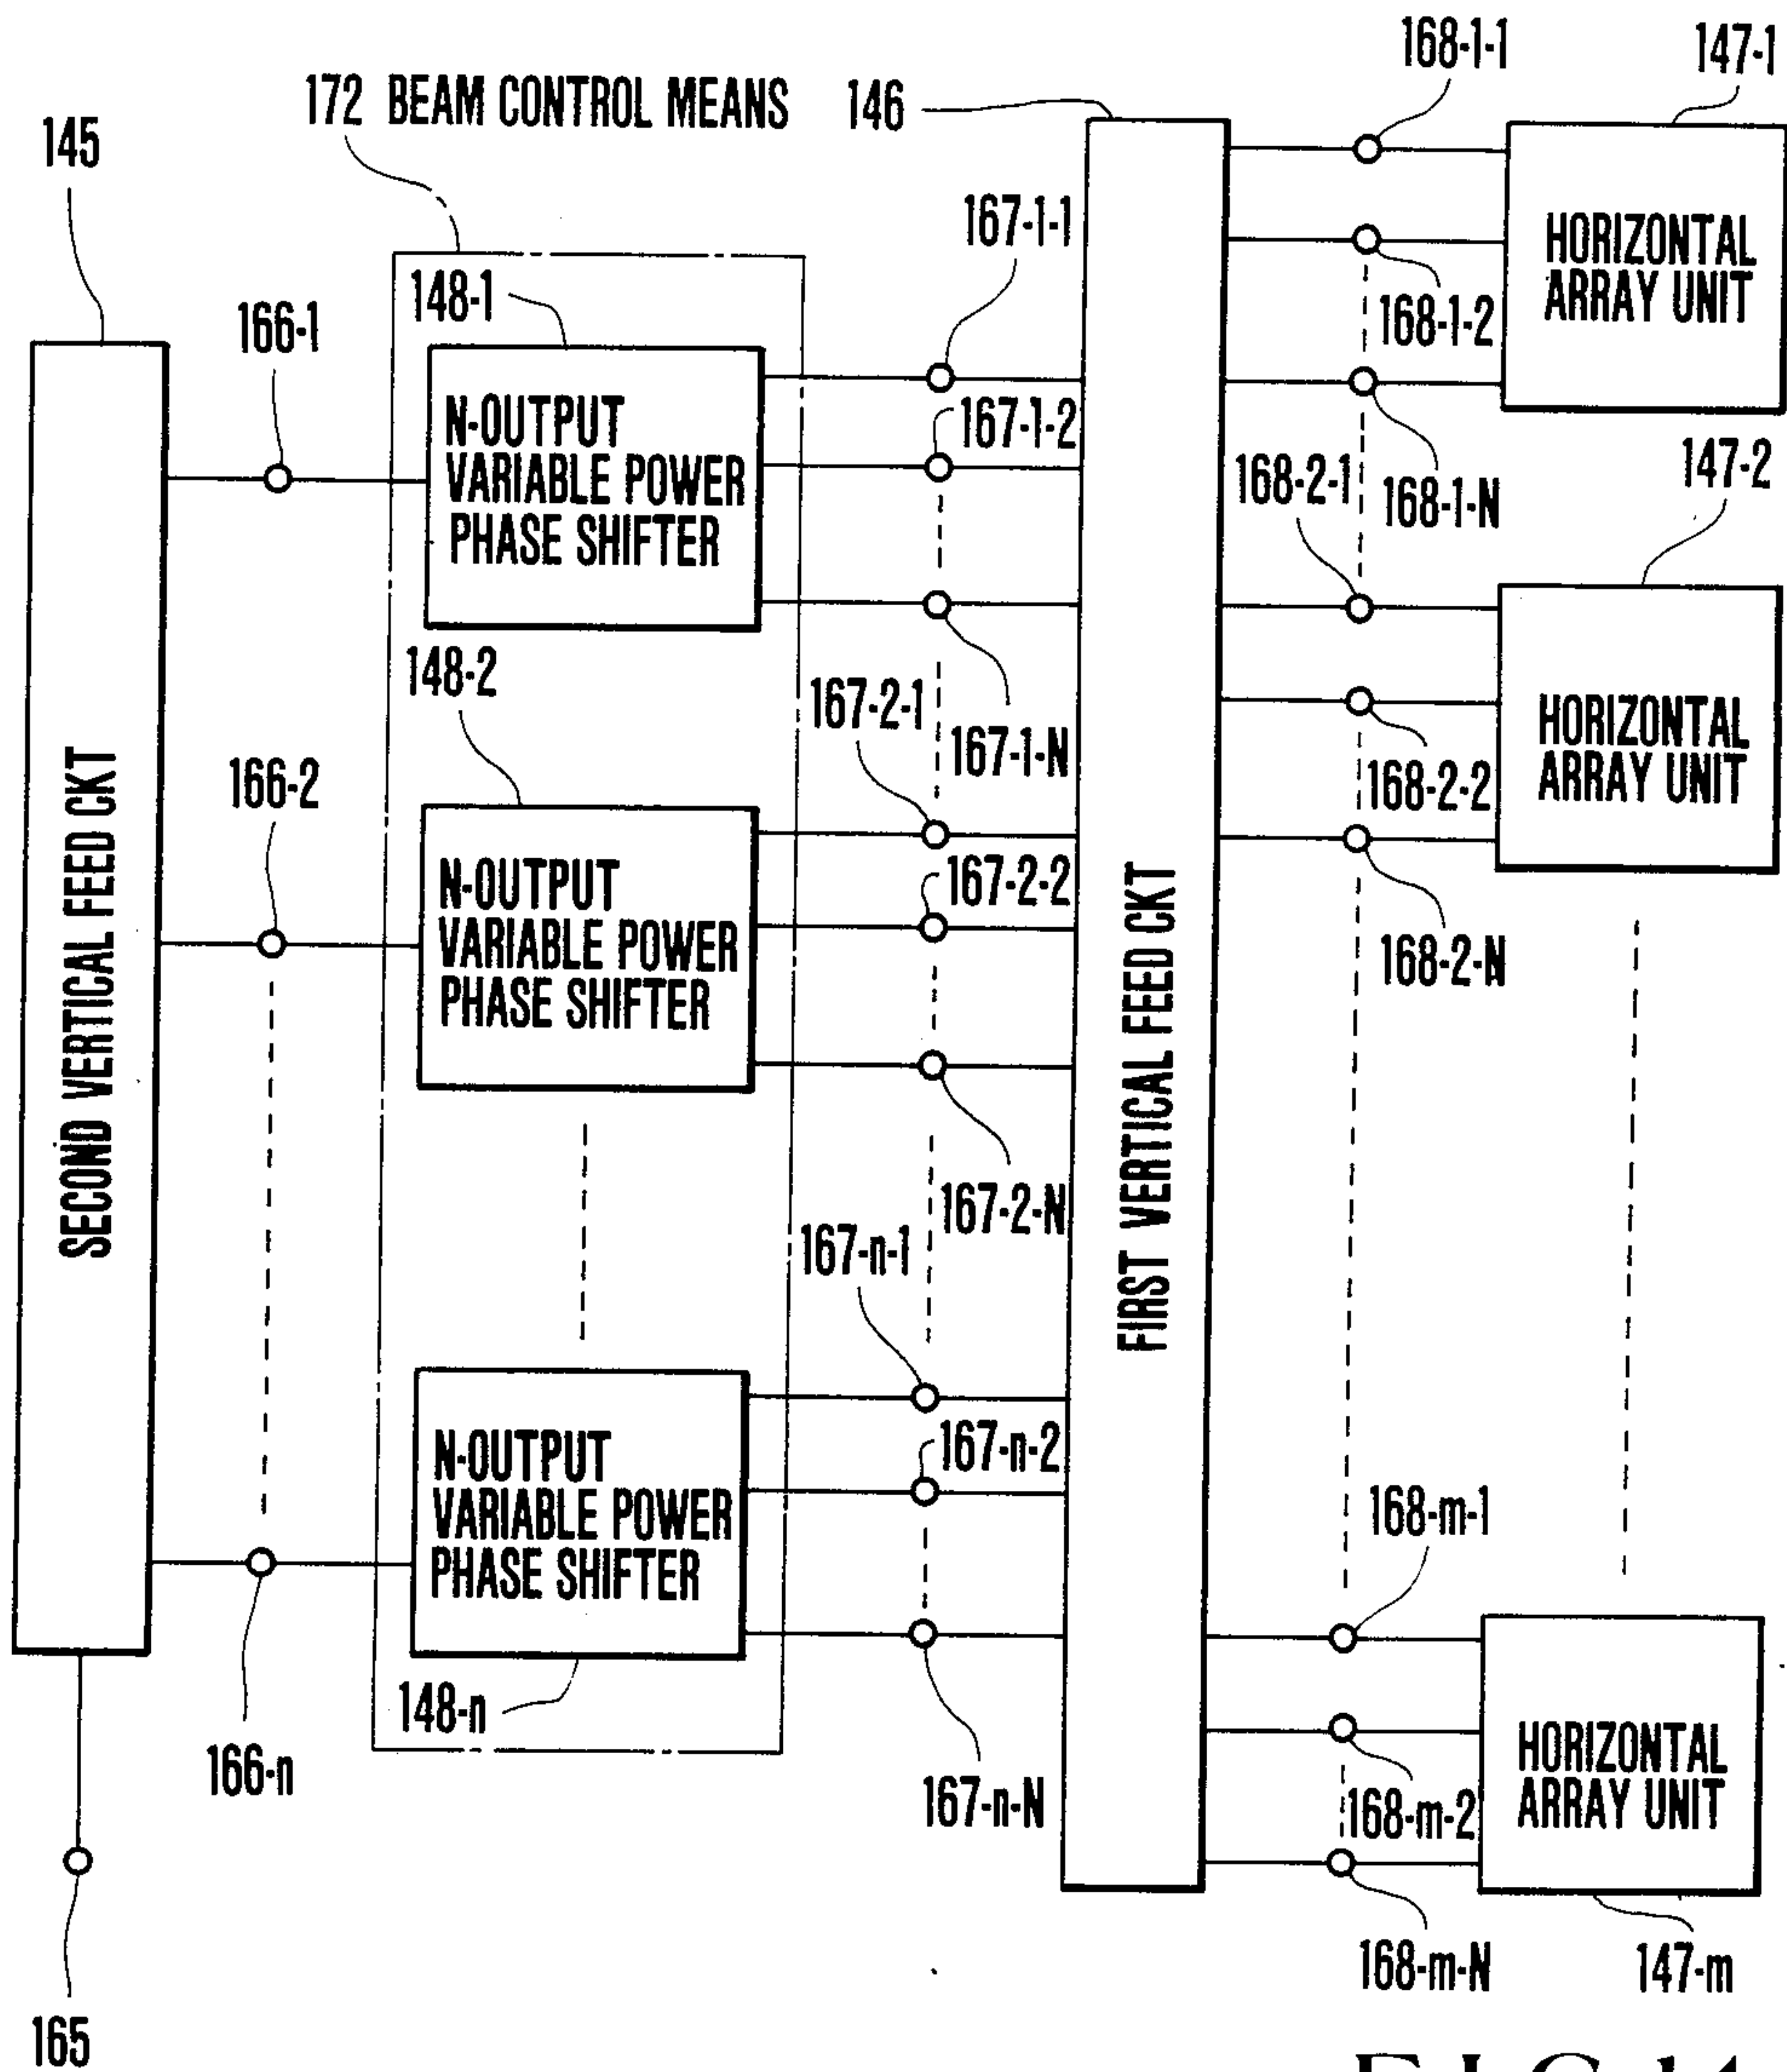 168-1-1
147-1
172 BEAM CONTROL MEANS
146
145
167-1-1
148-1
166-1
HORIZONTAL
ARRAY UNIT
168-1-2
N-OUTPUT
VARIABLE POWER
PHASE SHIFTER
167-1-2
168-2-1
168-1-N
147-2
148-2
167-2-1
167-1-N
166-2
HORIZONTAL
ARRAY UNIT
168-2-2
N-OUTPUT
VARIABLE POWER
PHASE SHIFTER
167-2-2
168-2-N
SECOND VERTICAL FEED CKT
FIRST VERTICAL FEED CKT
167-2-N
167-n-1
N-OUTPUT
VARIABLE POWER
PHASE SHIFTER
167-n-2
168-m-1
148-n
166-n
167-n-N
HORIZONTAL
ARRAY UNIT
168-m-2
168-m-N
147-m
165